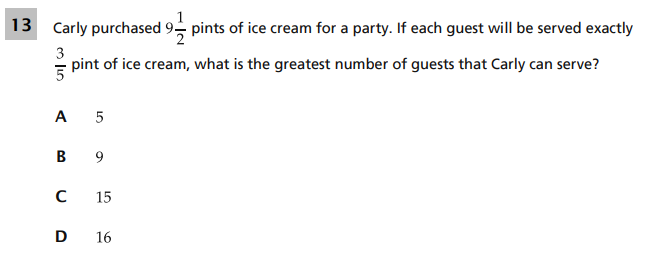 13 Carly purchased 9 1/2 pints of ice cream for a party. If each guest will be served exactly
3/5 pint of ice cream, what is the greatest number of guests that Carly can serve?
A 5
B 9
C 15
D 16